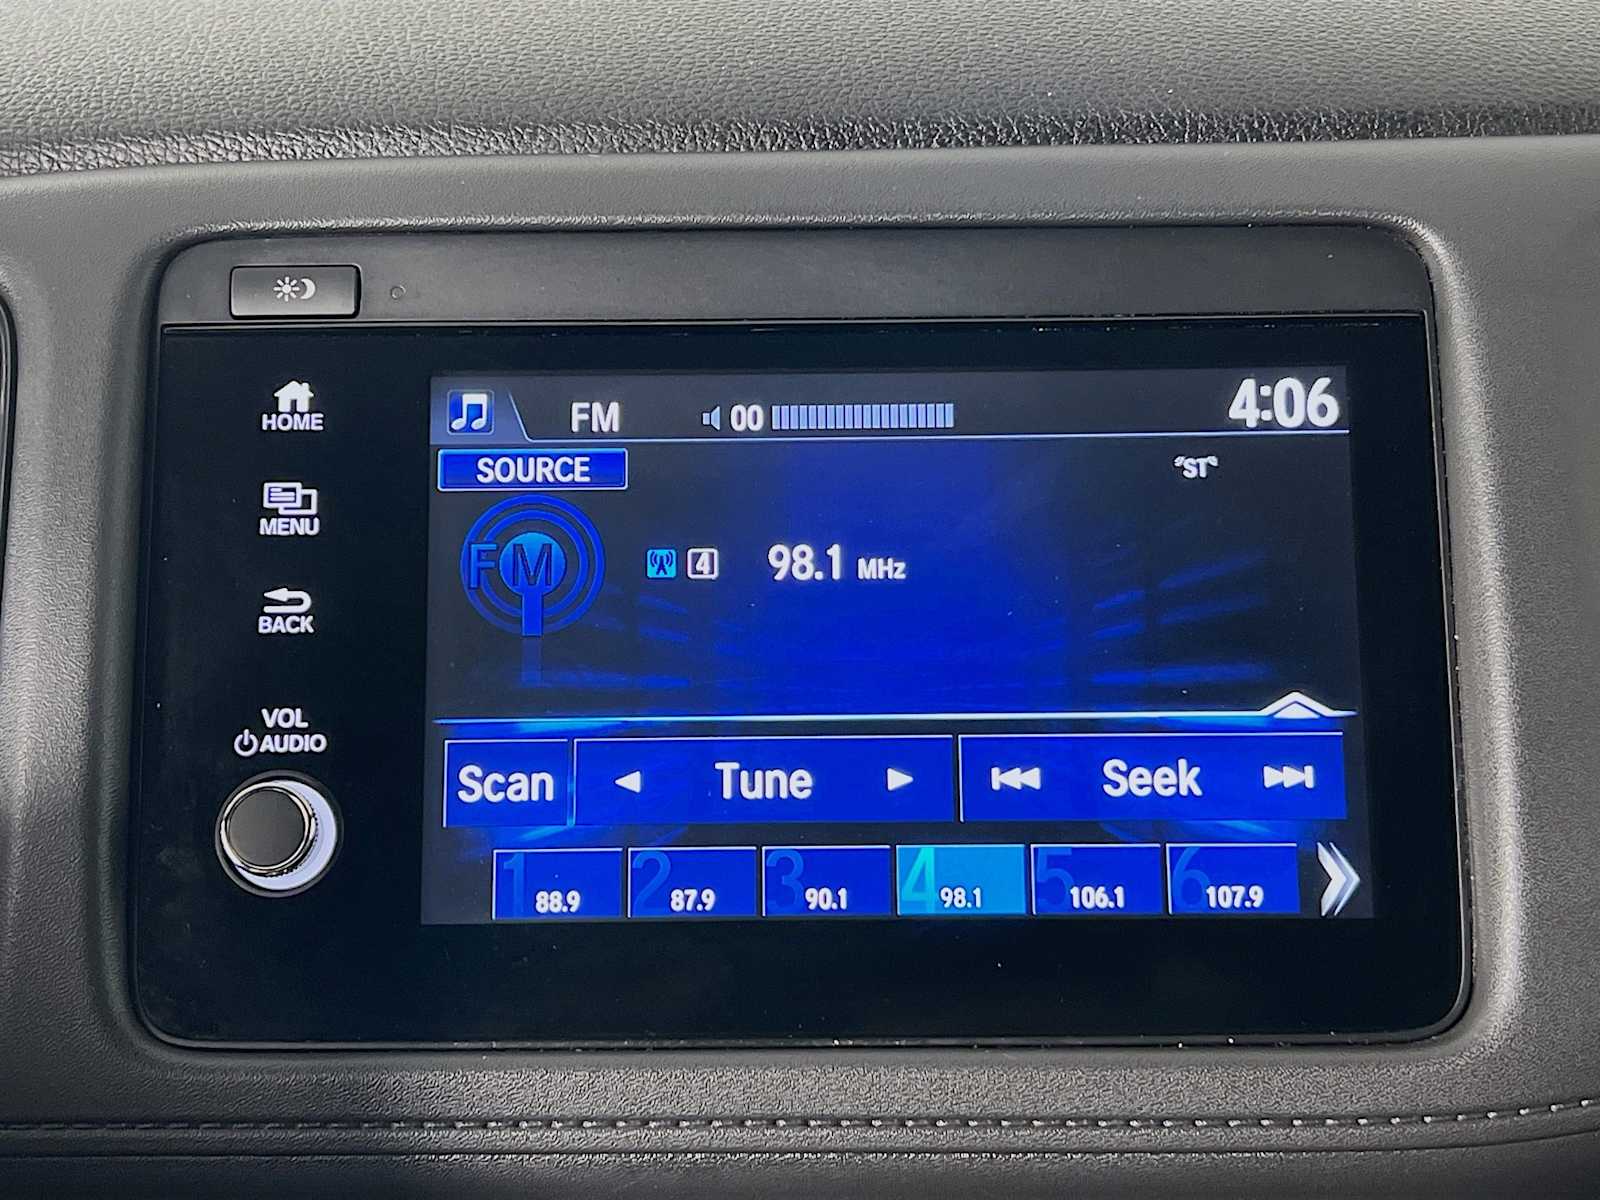 HOME
MENU
BACK
VOL
AUDIO
FM 00 4:06
SOURCE
"ST"
FM
4 98.1 MHz
Scan Tune Seek
1 88.9 2 87.9 3 90.1 4 98.1 5 106.1 6 107.9